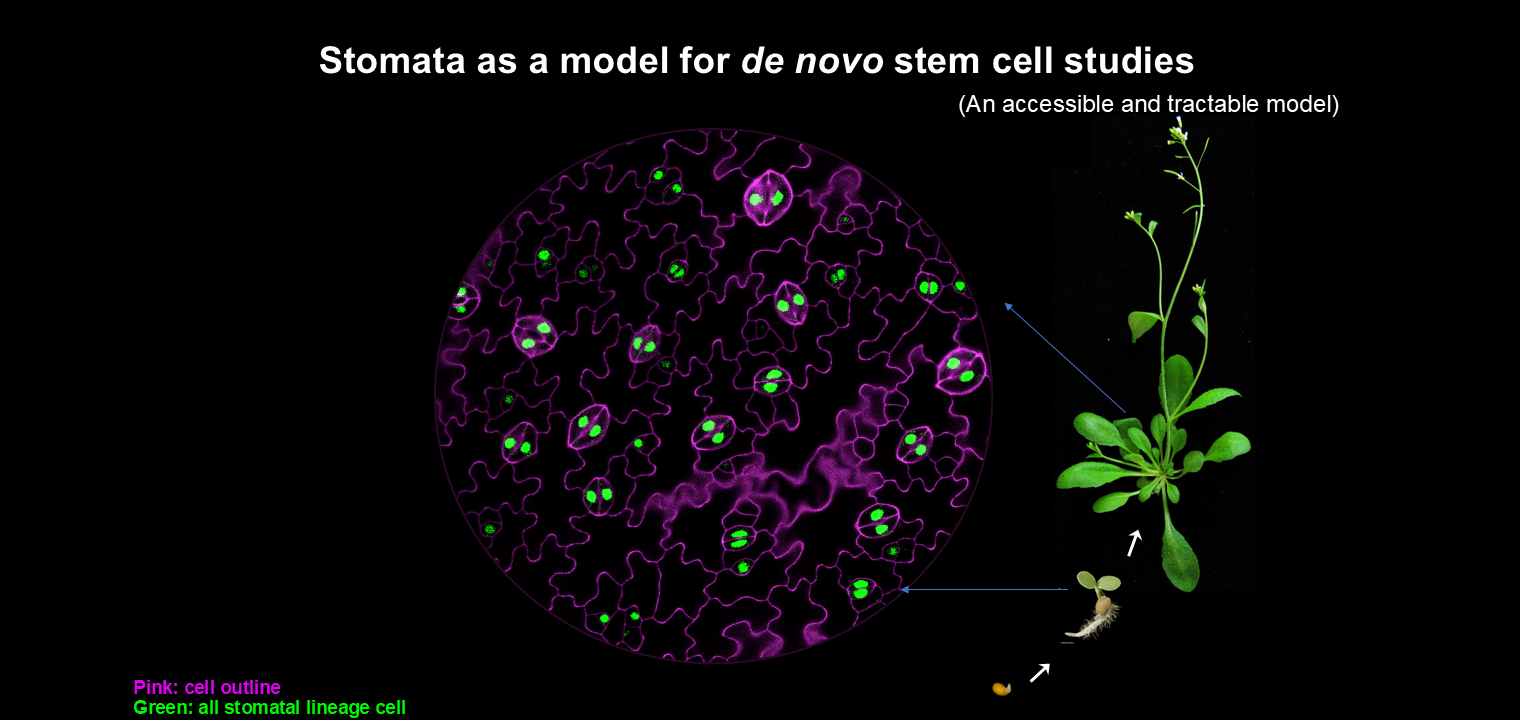 Stomata as a model for de novo stem cell studies
(An accessible and tractable model)
Pink: cell outline
Green: all stomatal lineage cell